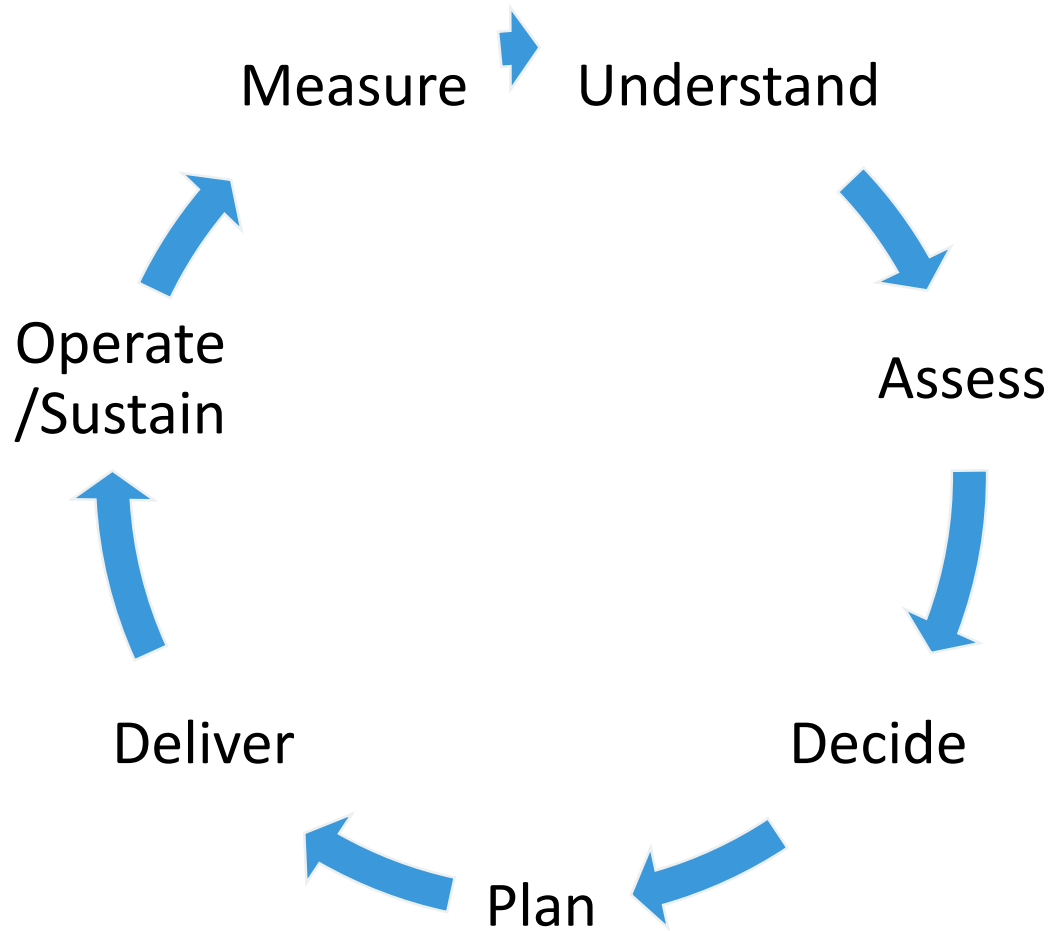 Measure
Understand
Assess
Decide
Plan
Deliver
Operate
/Sustain